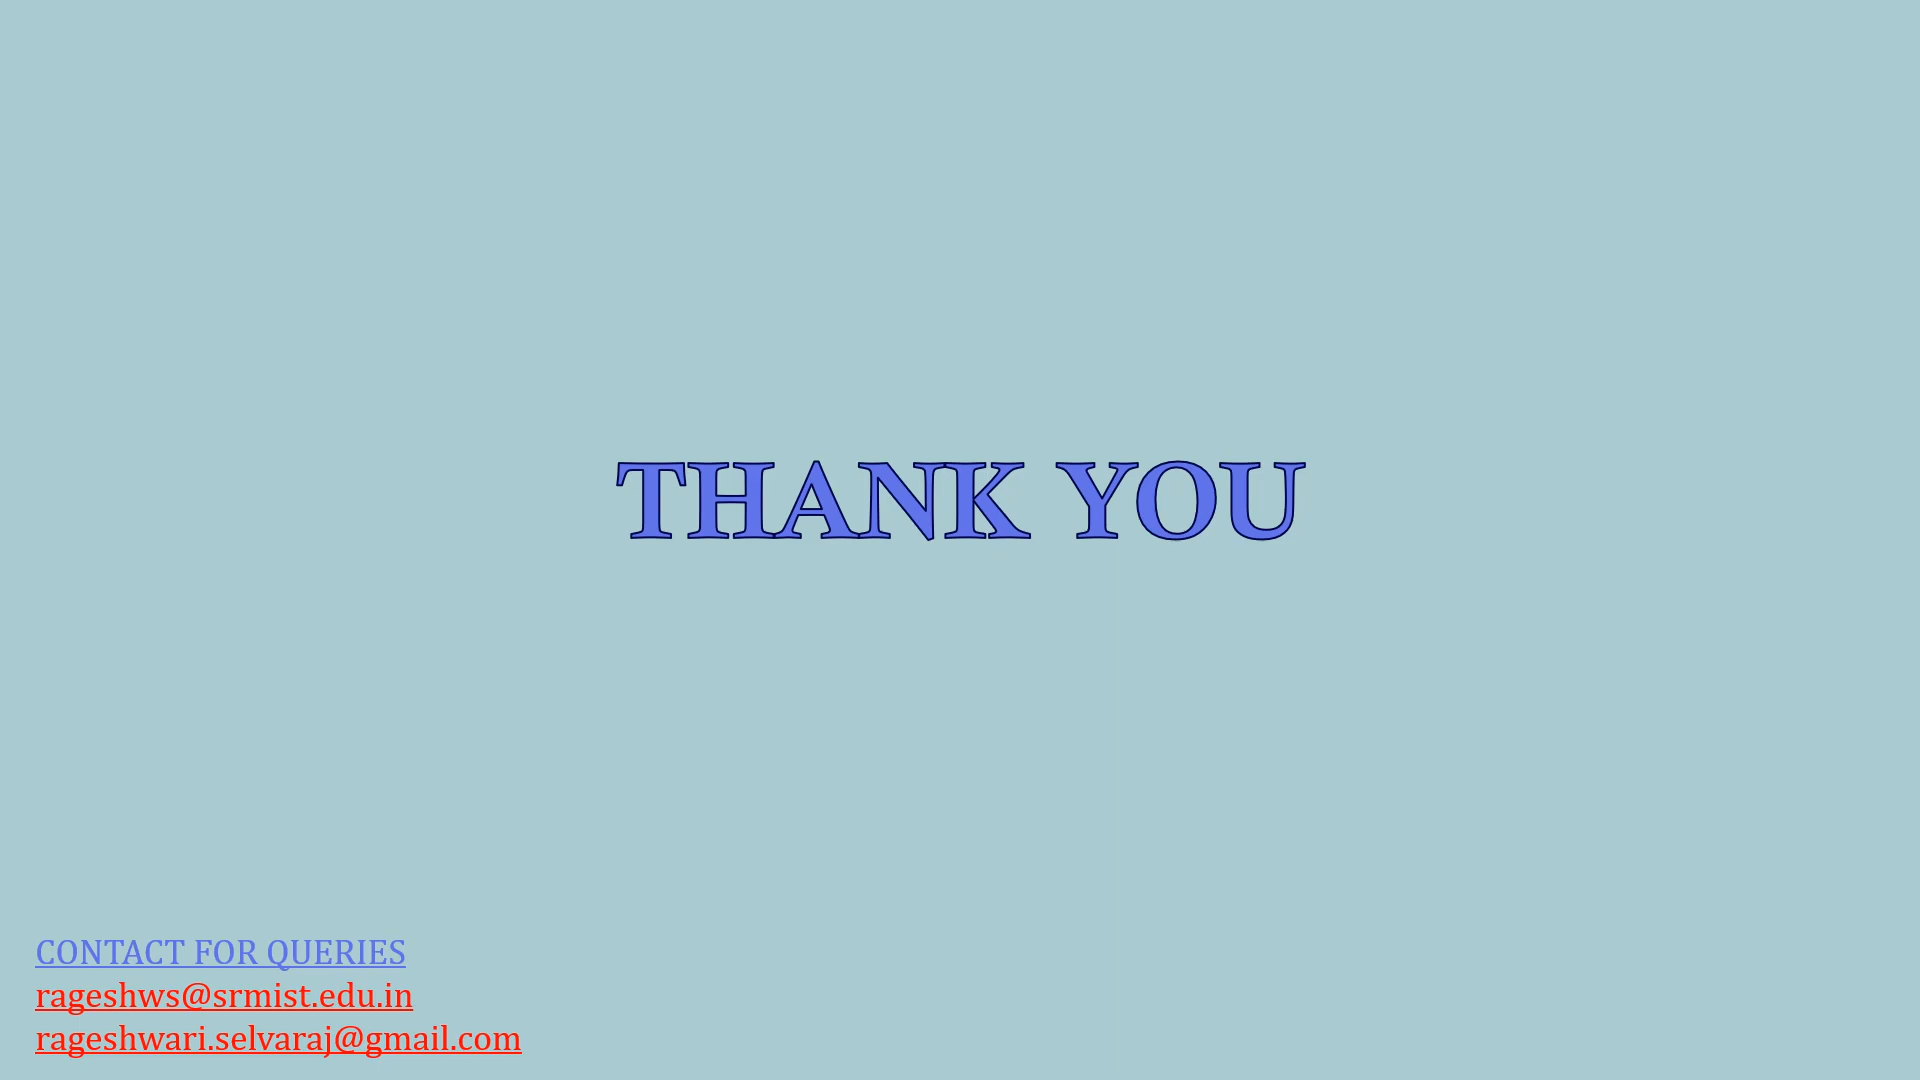 THANK YOU
CONTACT FOR QUERIES
rageshws@srmist.edu.in
rageshwari.selvaraj@gmail.com